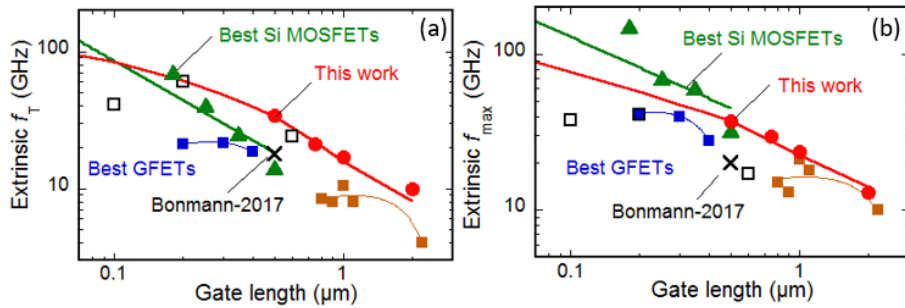 (a)
Best Si MOSFETs
This work
Best GFETs
Bonmann-2017
Extrinsic fT (GHz)
100
10
0.1
1
Gate length (µm)
(b)
Best Si MOSFETs
This work
Best GFETs
Bonmann-2017
Extrinsic fmax (GHz)
100
10
0.1
1
Gate length (µm)